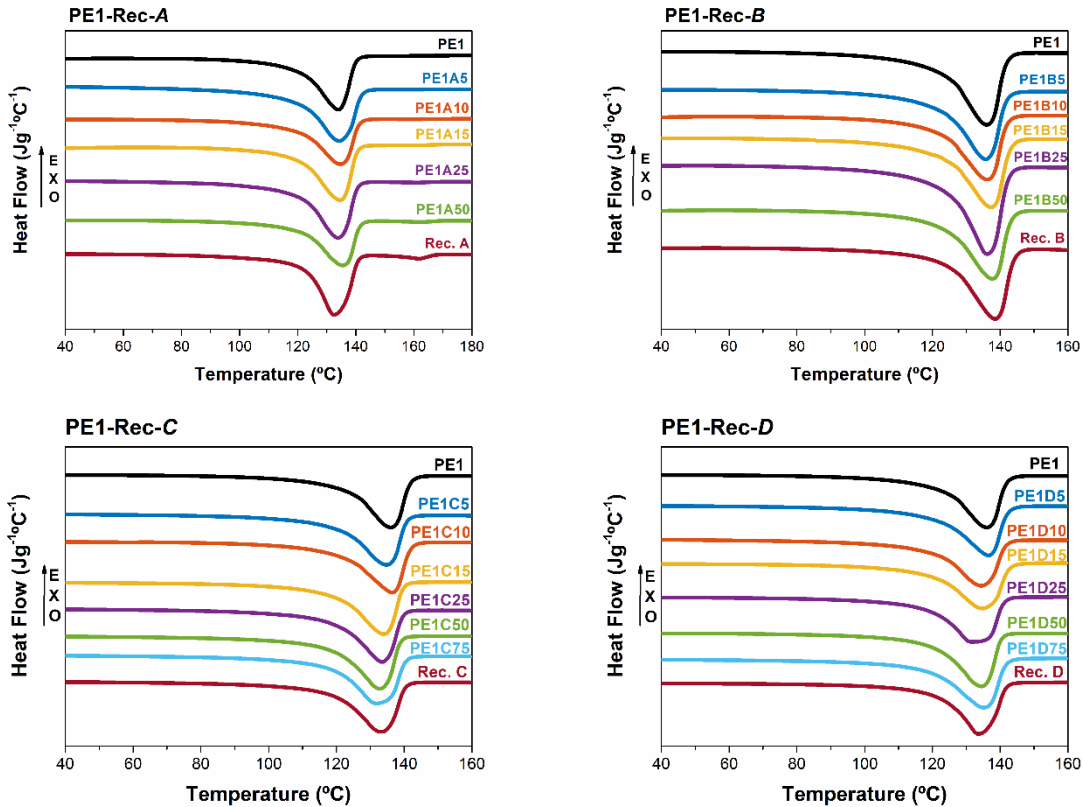 PE1-Rec-A
PE1
PE1A5
PE1A10
PE1A15
PE1A25
PE1A50
Rec. A
Heat Flow (Jg⁻¹ºC⁻¹)
EXO
40 60 80 100 120 140 160 180
Temperature (ºC)
PE1-Rec-B
PE1
PE1B5
PE1B10
PE1B15
PE1B25
PE1B50
Rec. B
Heat Flow (Jg⁻¹ºC⁻¹)
EXO
40 60 80 100 120 140 160
Temperature (ºC)
PE1-Rec-C
PE1
PE1C5
PE1C10
PE1C15
PE1C25
PE1C50
PE1C75
Rec. C
Heat Flow (Jg⁻¹ºC⁻¹)
EXO
40 60 80 100 120 140 160
Temperature (ºC)
PE1-Rec-D
PE1
PE1D5
PE1D10
PE1D15
PE1D25
PE1D50
PE1D75
Rec. D
Heat Flow (Jg⁻¹ºC⁻¹)
EXO
40 60 80 100 120 140 160
Temperature (ºC)